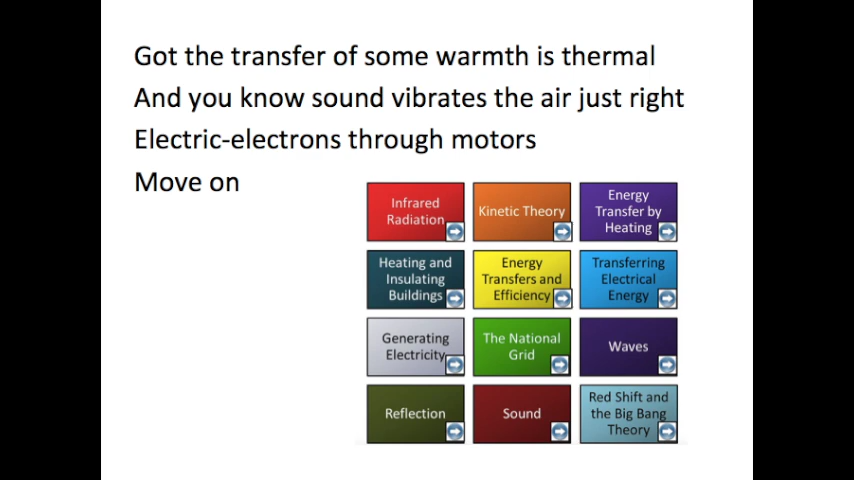 Got the transfer of some warmth is thermal
And you know sound vibrates the air just right
Electric-electrons through motors
Move on
Infrared
Radiation
Kinetic Theory
Energy
Transfer by
Heating
Heating and
Insulating
Buildings
Energy
Transfers and
Efficiency
Transferring
Electrical
Energy
Generating
Electricity
The National
Grid
Waves
Reflection
Sound
Red Shift and
the Big Bang
Theory